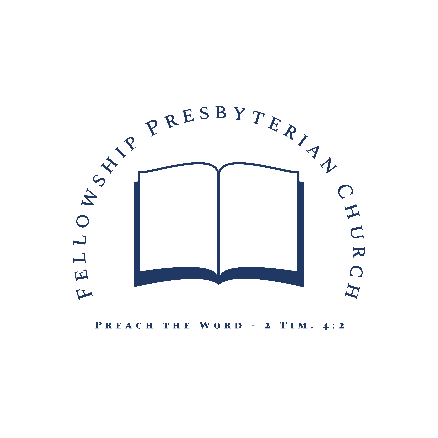 Fellowship Presbyterian Church
Preach the Word - 2 Tim. 4:2